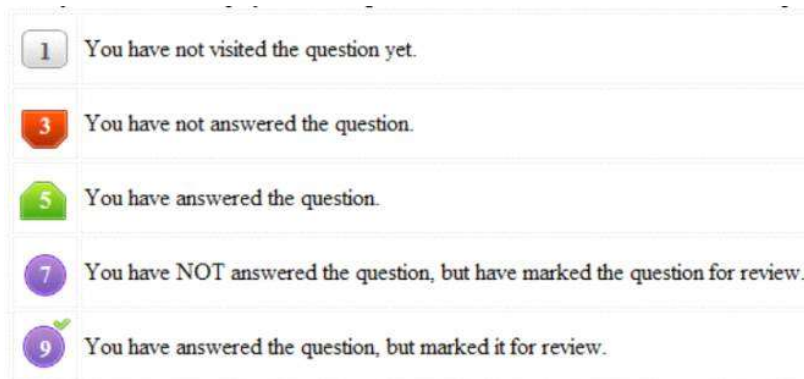 1 You have not visited the question yet.
3 You have not answered the question.
5 You have answered the question.
7 You have NOT answered the question, but have marked the question for review.
9 You have answered the question, but marked it for review.